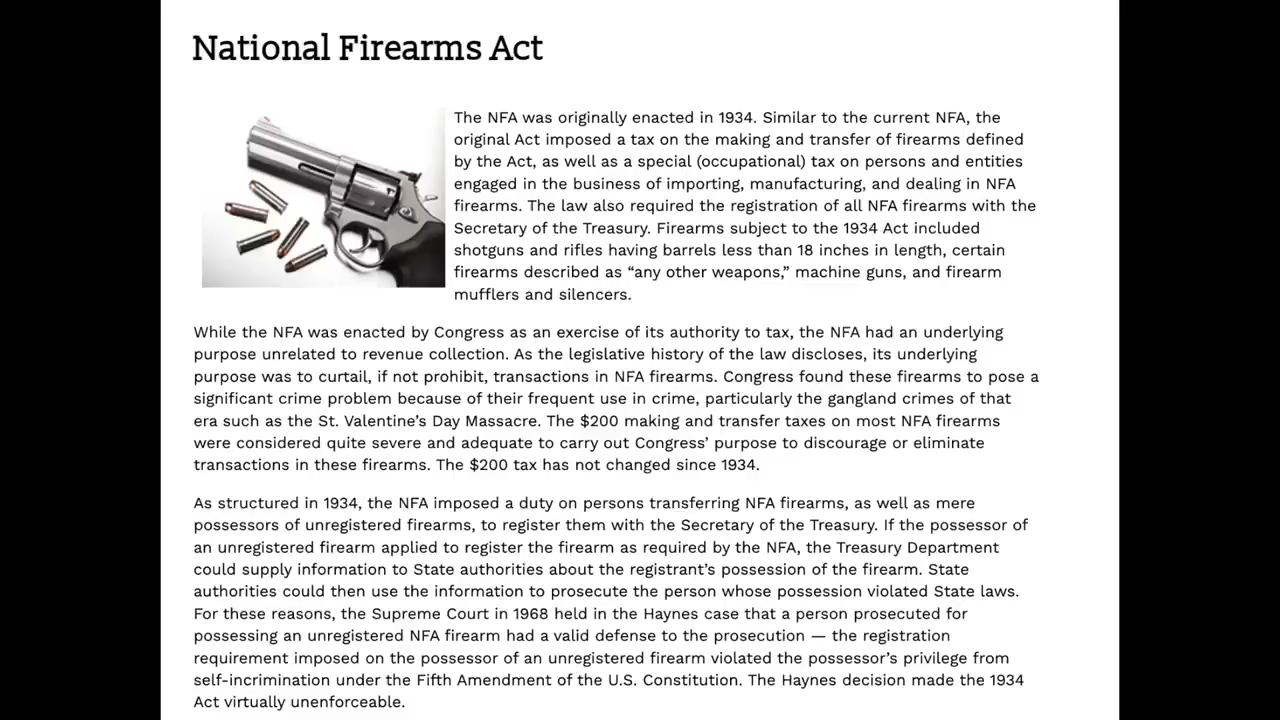 National Firearms Act
The NFA was originally enacted in 1934. Similar to the current NFA, the
original Act imposed a tax on the making and transfer of firearms defined
by the Act, as well as a special (occupational) tax on persons and entities
engaged in the business of importing, manufacturing, and dealing in NFA
firearms. The law also required the registration of all NFA firearms with the
Secretary of the Treasury. Firearms subject to the 1934 Act included
shotguns and rifles having barrels less than 18 inches in length, certain
firearms described as “any other weapons,” machine guns, and firearm
mufflers and silencers.
While the NFA was enacted by Congress as an exercise of its authority to tax, the NFA had an underlying
purpose unrelated to revenue collection. As the legislative history of the law discloses, its underlying
purpose was to curtail, if not prohibit, transactions in NFA firearms. Congress found these firearms to pose a
significant crime problem because of their frequent use in crime, particularly the gangland crimes of that
era such as the St. Valentine’s Day Massacre. The $200 making and transfer taxes on most NFA firearms
were considered quite severe and adequate to carry out Congress’ purpose to discourage or eliminate
transactions in these firearms. The $200 tax has not changed since 1934.
As structured in 1934, the NFA imposed a duty on persons transferring NFA firearms, as well as mere
possessors of unregistered firearms, to register them with the Secretary of the Treasury. If the possessor of
an unregistered firearm applied to register the firearm as required by the NFA, the Treasury Department
could supply information to State authorities about the registrant’s possession of the firearm. State
authorities could then use the information to prosecute the person whose possession violated State laws.
For these reasons, the Supreme Court in 1968 held in the Haynes case that a person prosecuted for
possessing an unregistered NFA firearm had a valid defense to the prosecution — the registration
requirement imposed on the possessor of an unregistered firearm violated the possessor’s privilege from
self-incrimination under the Fifth Amendment of the U.S. Constitution. The Haynes decision made the 1934
Act virtually unenforceable.